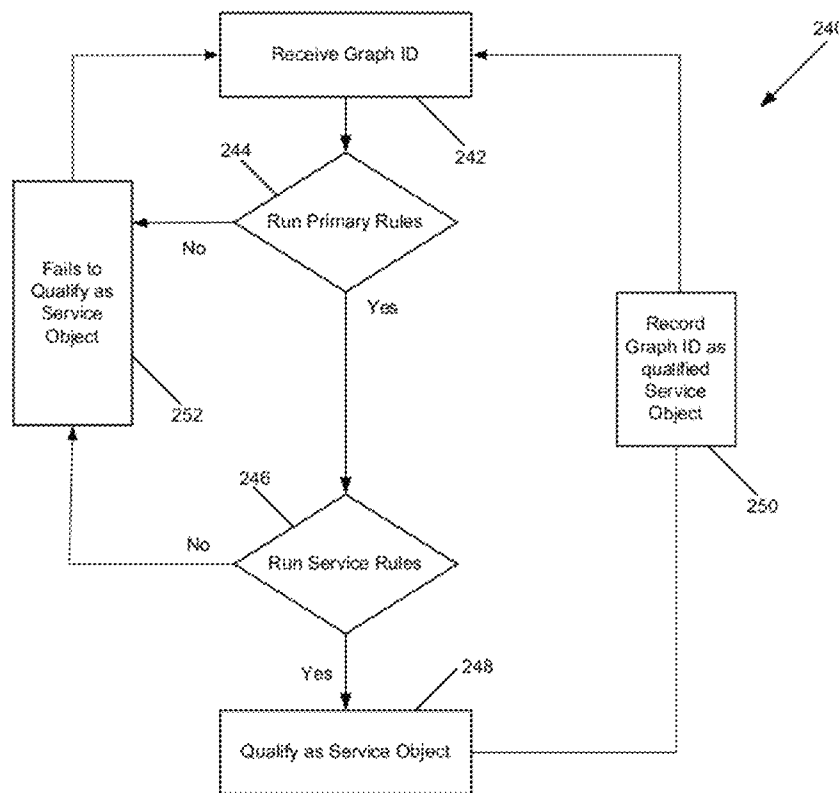 240
Receive Graph ID
242
244
Run Primary Rules
No
Yes
Fails to
Qualify as
Service
Object
252
Record
Graph ID as
qualified
Service
Object
250
246
No
Run Service Rules
Yes
248
Qualify as Service Object